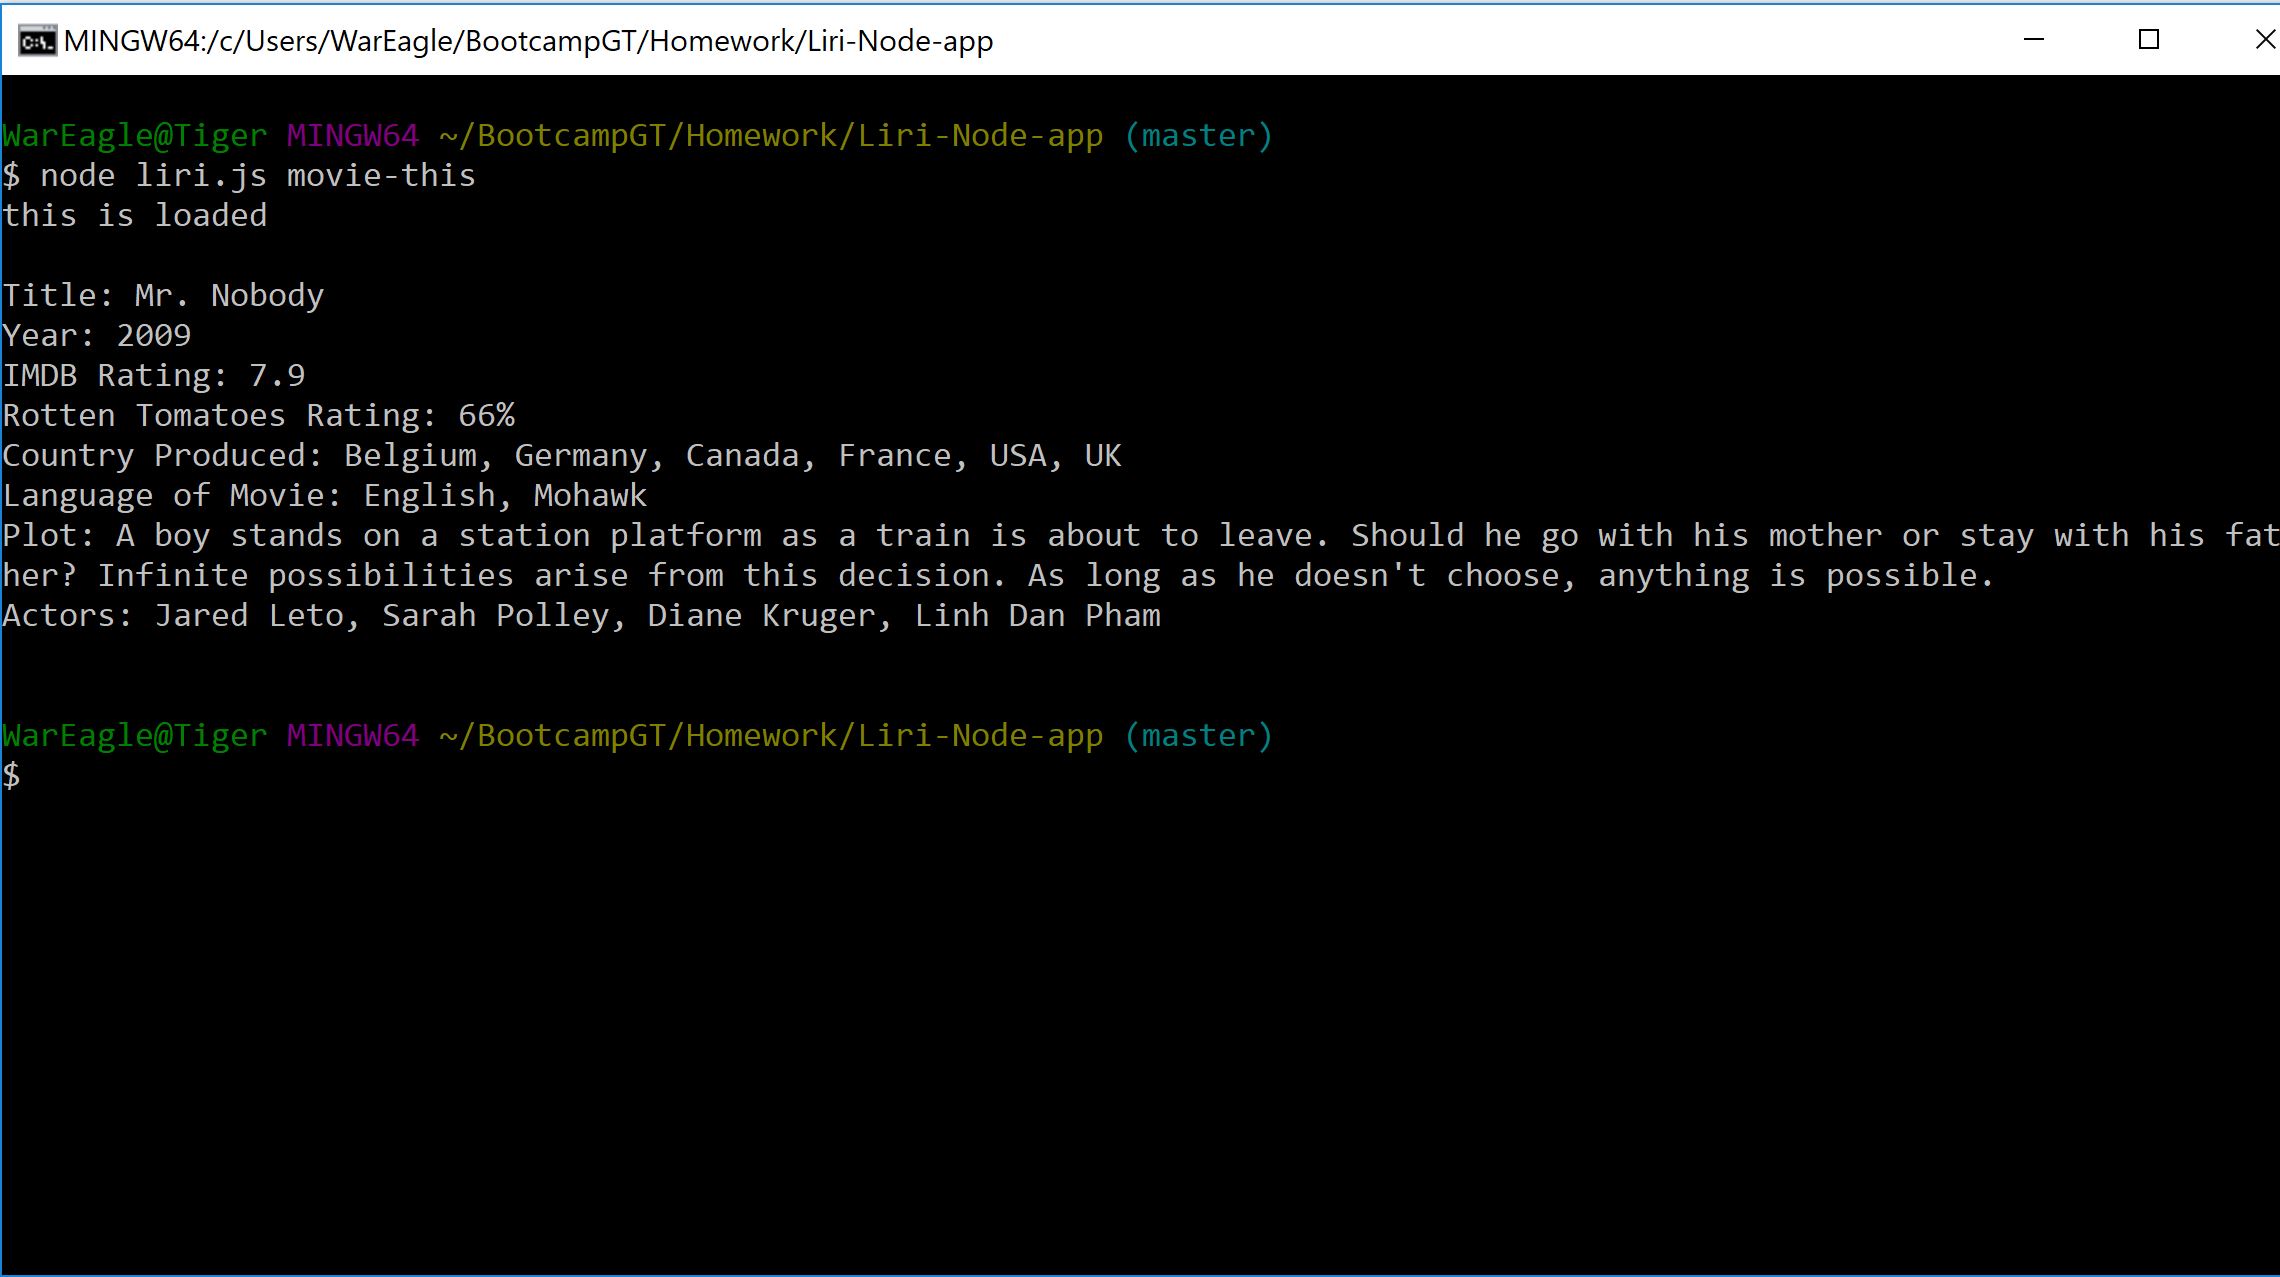 MINGW64:/c/Users/WarEagle/BootcampGT/Homework/Liri-Node-app
WarEagle@Tiger MINGW64 ~/BootcampGT/Homework/Liri-Node-app (master)
$ node liri.js movie-this
this is loaded
Title: Mr. Nobody
Year: 2009
IMDB Rating: 7.9
Rotten Tomatoes Rating: 66%
Country Produced: Belgium, Germany, Canada, France, USA, UK
Language of Movie: English, Mohawk
Plot: A boy stands on a station platform as a train is about to leave. Should he go with his mother or stay with his fat
her? Infinite possibilities arise from this decision. As long as he doesn't choose, anything is possible.
Actors: Jared Leto, Sarah Polley, Diane Kruger, Linh Dan Pham
WarEagle@Tiger MINGW64 ~/BootcampGT/Homework/Liri-Node-app (master)
$